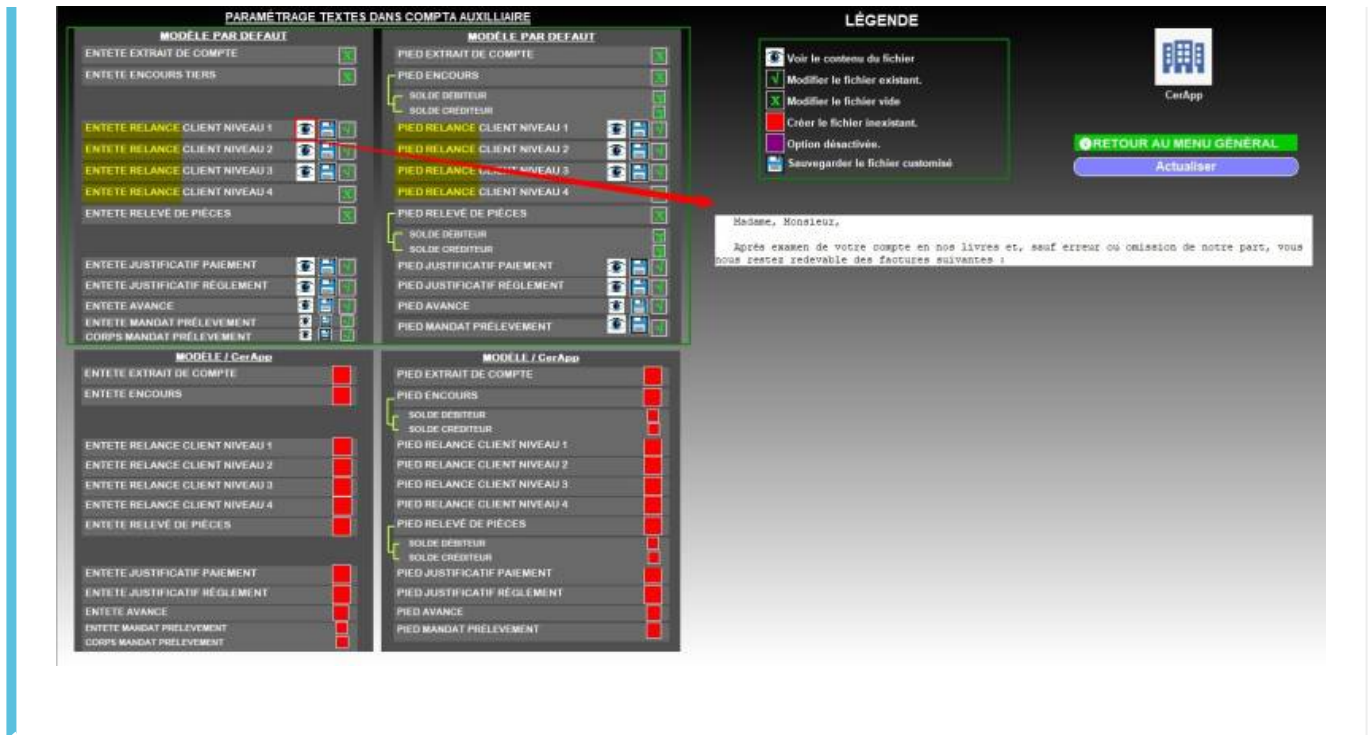 PARAMÉTRAGE TEXTES DANS COMPTA AUXILLIAIRE
MODÈLE PAR DEFAUT
ENTETE EXTRAIT DE COMPTE
ENTETE ENCOURS TIERS
ENTETE RELANCE CLIENT NIVEAU 1
ENTETE RELANCE CLIENT NIVEAU 2
ENTETE RELANCE CLIENT NIVEAU 3
ENTETE RELANCE CLIENT NIVEAU 4
ENTETE RELEVÉ DE PIÈCES
ENTETE JUSTIFICATIF PAIEMENT
ENTETE JUSTIFICATIF RÉGLEMENT
ENTETE AVANCE
ENTETE MANDAT PRÉLEVEMENT
CORPS MANDAT PRÉLEVEMENT
MODÈLE PAR DEFAUT
PIED EXTRAIT DE COMPTE
PIED ENCOURS
SOLDE DÉBITEUR
SOLDE CRÉDITEUR
PIED RELANCE CLIENT NIVEAU 1
PIED RELANCE CLIENT NIVEAU 2
PIED RELANCE CLIENT NIVEAU 3
PIED RELANCE CLIENT NIVEAU 4
PIED RELEVÉ DE PIÈCES
SOLDE DÉBITEUR
SOLDE CRÉDITEUR
PIED JUSTIFICATIF PAIEMENT
PIED JUSTIFICATIF RÉGLEMENT
PIED AVANCE
PIED MANDAT PRÉLEVEMENT
MODÈLE / CerApp
ENTETE EXTRAIT DE COMPTE
ENTETE ENCOURS
ENTETE RELANCE CLIENT NIVEAU 1
ENTETE RELANCE CLIENT NIVEAU 2
ENTETE RELANCE CLIENT NIVEAU 3
ENTETE RELANCE CLIENT NIVEAU 4
ENTETE RELEVÉ DE PIÈCES
ENTETE JUSTIFICATIF PAIEMENT
ENTETE JUSTIFICATIF RÉGLEMENT
ENTETE AVANCE
ENTETE MANDAT PRÉLEVEMENT
CORPS MANDAT PRÉLEVEMENT
MODÈLE / CerApp
PIED EXTRAIT DE COMPTE
PIED ENCOURS
SOLDE DÉBITEUR
SOLDE CRÉDITEUR
PIED RELANCE CLIENT NIVEAU 1
PIED RELANCE CLIENT NIVEAU 2
PIED RELANCE CLIENT NIVEAU 3
PIED RELANCE CLIENT NIVEAU 4
PIED RELEVÉ DE PIÈCES
SOLDE DÉBITEUR
SOLDE CRÉDITEUR
PIED JUSTIFICATIF PAIEMENT
PIED JUSTIFICATIF RÉGLEMENT
PIED AVANCE
PIED MANDAT PRÉLEVEMENT
LÉGENDE
Voir le contenu du fichier
Modifier le fichier existant.
X Modifier le fichier vide
Créer le fichier inexistant.
Option désactivée.
Sauvegarder le fichier customisé
CerApp
RETOUR AU MENU GÉNÉRAL
Actualiser
Madame, Monsieur,
Après examen de votre compte en nos livres et, sauf erreur ou omission de notre part, vous
nous restez redevable des factures suivantes :